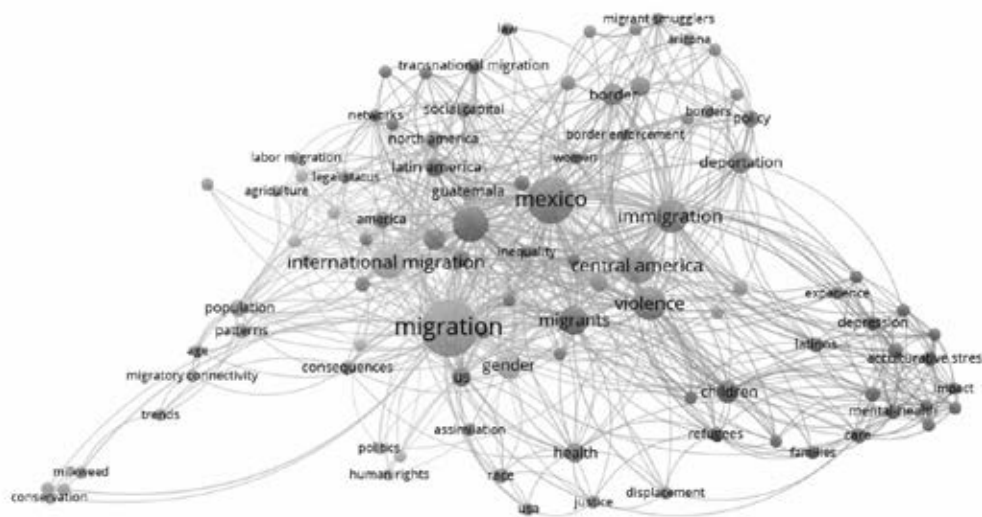 law
migrant smugglers
arizona
transnational migration
border
social capital
networks
borders
policy
border enforcement
north america
women
labor migration
latin america
deportation
legal status
agriculture
guatemala
mexico
america
immigration
inequality
international migration
central america
experience
population
violence
migrants
depression
migration
patterns
latinos
age
acculturative stress
consequences
gender
migratory connectivity
us
children
impact
mental-health
trends
assimilation
refugees
care
politics
health
families
milkweed
human rights
race
conservation
displacement
justice
usa